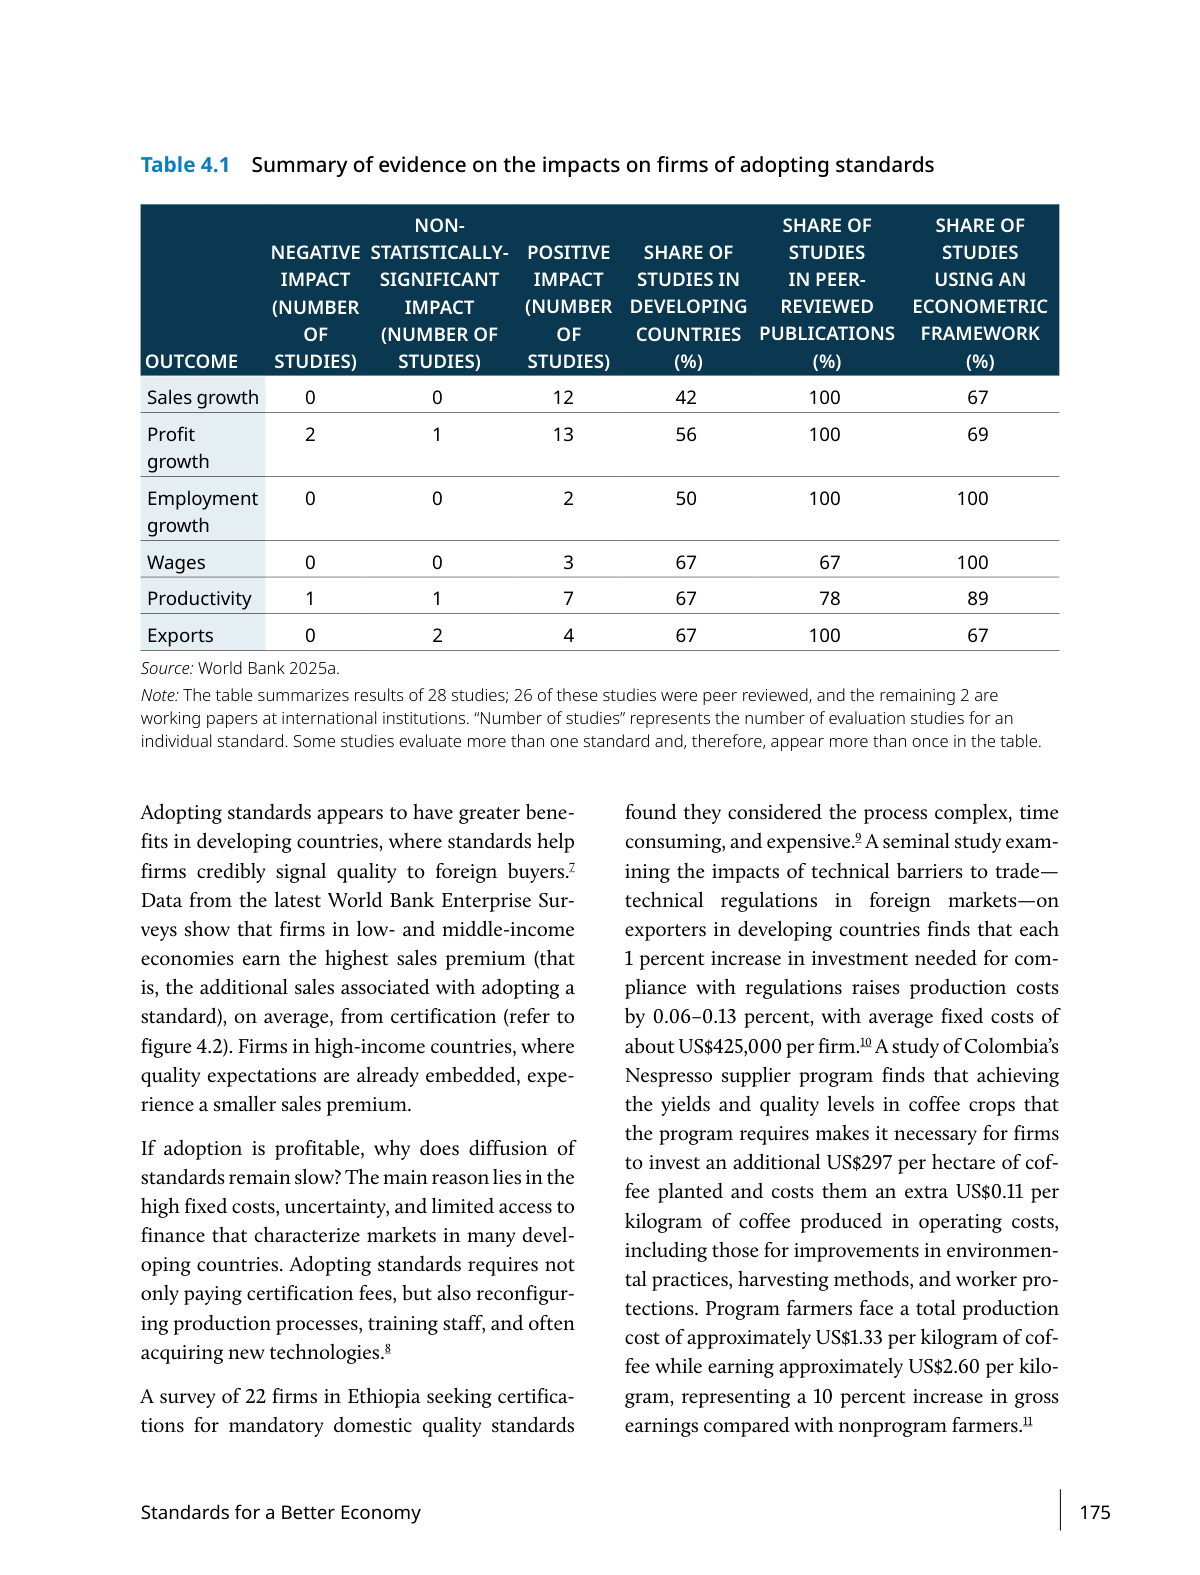 Table 4.1 Summary of evidence on the impacts on firms of adopting standards
OUTCOME
NEGATIVE
IMPACT
(NUMBER
OF
STUDIES)
NON-
STATISTICALLY-
SIGNIFICANT
IMPACT
(NUMBER OF
STUDIES)
POSITIVE
IMPACT
(NUMBER
OF
STUDIES)
SHARE OF
STUDIES IN
DEVELOPING
COUNTRIES
(%)
SHARE OF
STUDIES
IN PEER-
REVIEWED
PUBLICATIONS
(%)
SHARE OF
STUDIES
USING AN
ECONOMETRIC
FRAMEWORK
(%)
Sales growth 0 0 12 42 100 67
Profit 2 1 13 56 100 69
growth
Employment 0 0 2 50 100 100
growth
Wages 0 0 3 67 67 100
Productivity 1 1 7 67 78 89
Exports 0 2 4 67 100 67
Source: World Bank 2025a.
Note: The table summarizes results of 28 studies; 26 of these studies were peer reviewed, and the remaining 2 are
working papers at international institutions. “Number of studies” represents the number of evaluation studies for an
individual standard. Some studies evaluate more than one standard and, therefore, appear more than once in the table.
Adopting standards appears to have greater bene-
fits in developing countries, where standards help
firms credibly signal quality to foreign buyers.7
Data from the latest World Bank Enterprise Sur-
veys show that firms in low- and middle-income
economies earn the highest sales premium (that
is, the additional sales associated with adopting a
standard), on average, from certification (refer to
figure 4.2). Firms in high-income countries, where
quality expectations are already embedded, expe-
rience a smaller sales premium.
If adoption is profitable, why does diffusion of
standards remain slow? The main reason lies in the
high fixed costs, uncertainty, and limited access to
finance that characterize markets in many devel-
oping countries. Adopting standards requires not
only paying certification fees, but also reconfigur-
ing production processes, training staff, and often
acquiring new technologies.8
A survey of 22 firms in Ethiopia seeking certifica-
tions for mandatory domestic quality standards
found they considered the process complex, time
consuming, and expensive.9 A seminal study exam-
ining the impacts of technical barriers to trade—
technical regulations in foreign markets—on
exporters in developing countries finds that each
1 percent increase in investment needed for com-
pliance with regulations raises production costs
by 0.06–0.13 percent, with average fixed costs of
about US$425,000 per firm.10 A study of Colombia’s
Nespresso supplier program finds that achieving
the yields and quality levels in coffee crops that
the program requires makes it necessary for firms
to invest an additional US$297 per hectare of cof-
fee planted and costs them an extra US$0.11 per
kilogram of coffee produced in operating costs,
including those for improvements in environmen-
tal practices, harvesting methods, and worker pro-
tections. Program farmers face a total production
cost of approximately US$1.33 per kilogram of cof-
fee while earning approximately US$2.60 per kilo-
gram, representing a 10 percent increase in gross
earnings compared with nonprogram farmers.11
Standards for a Better Economy
175